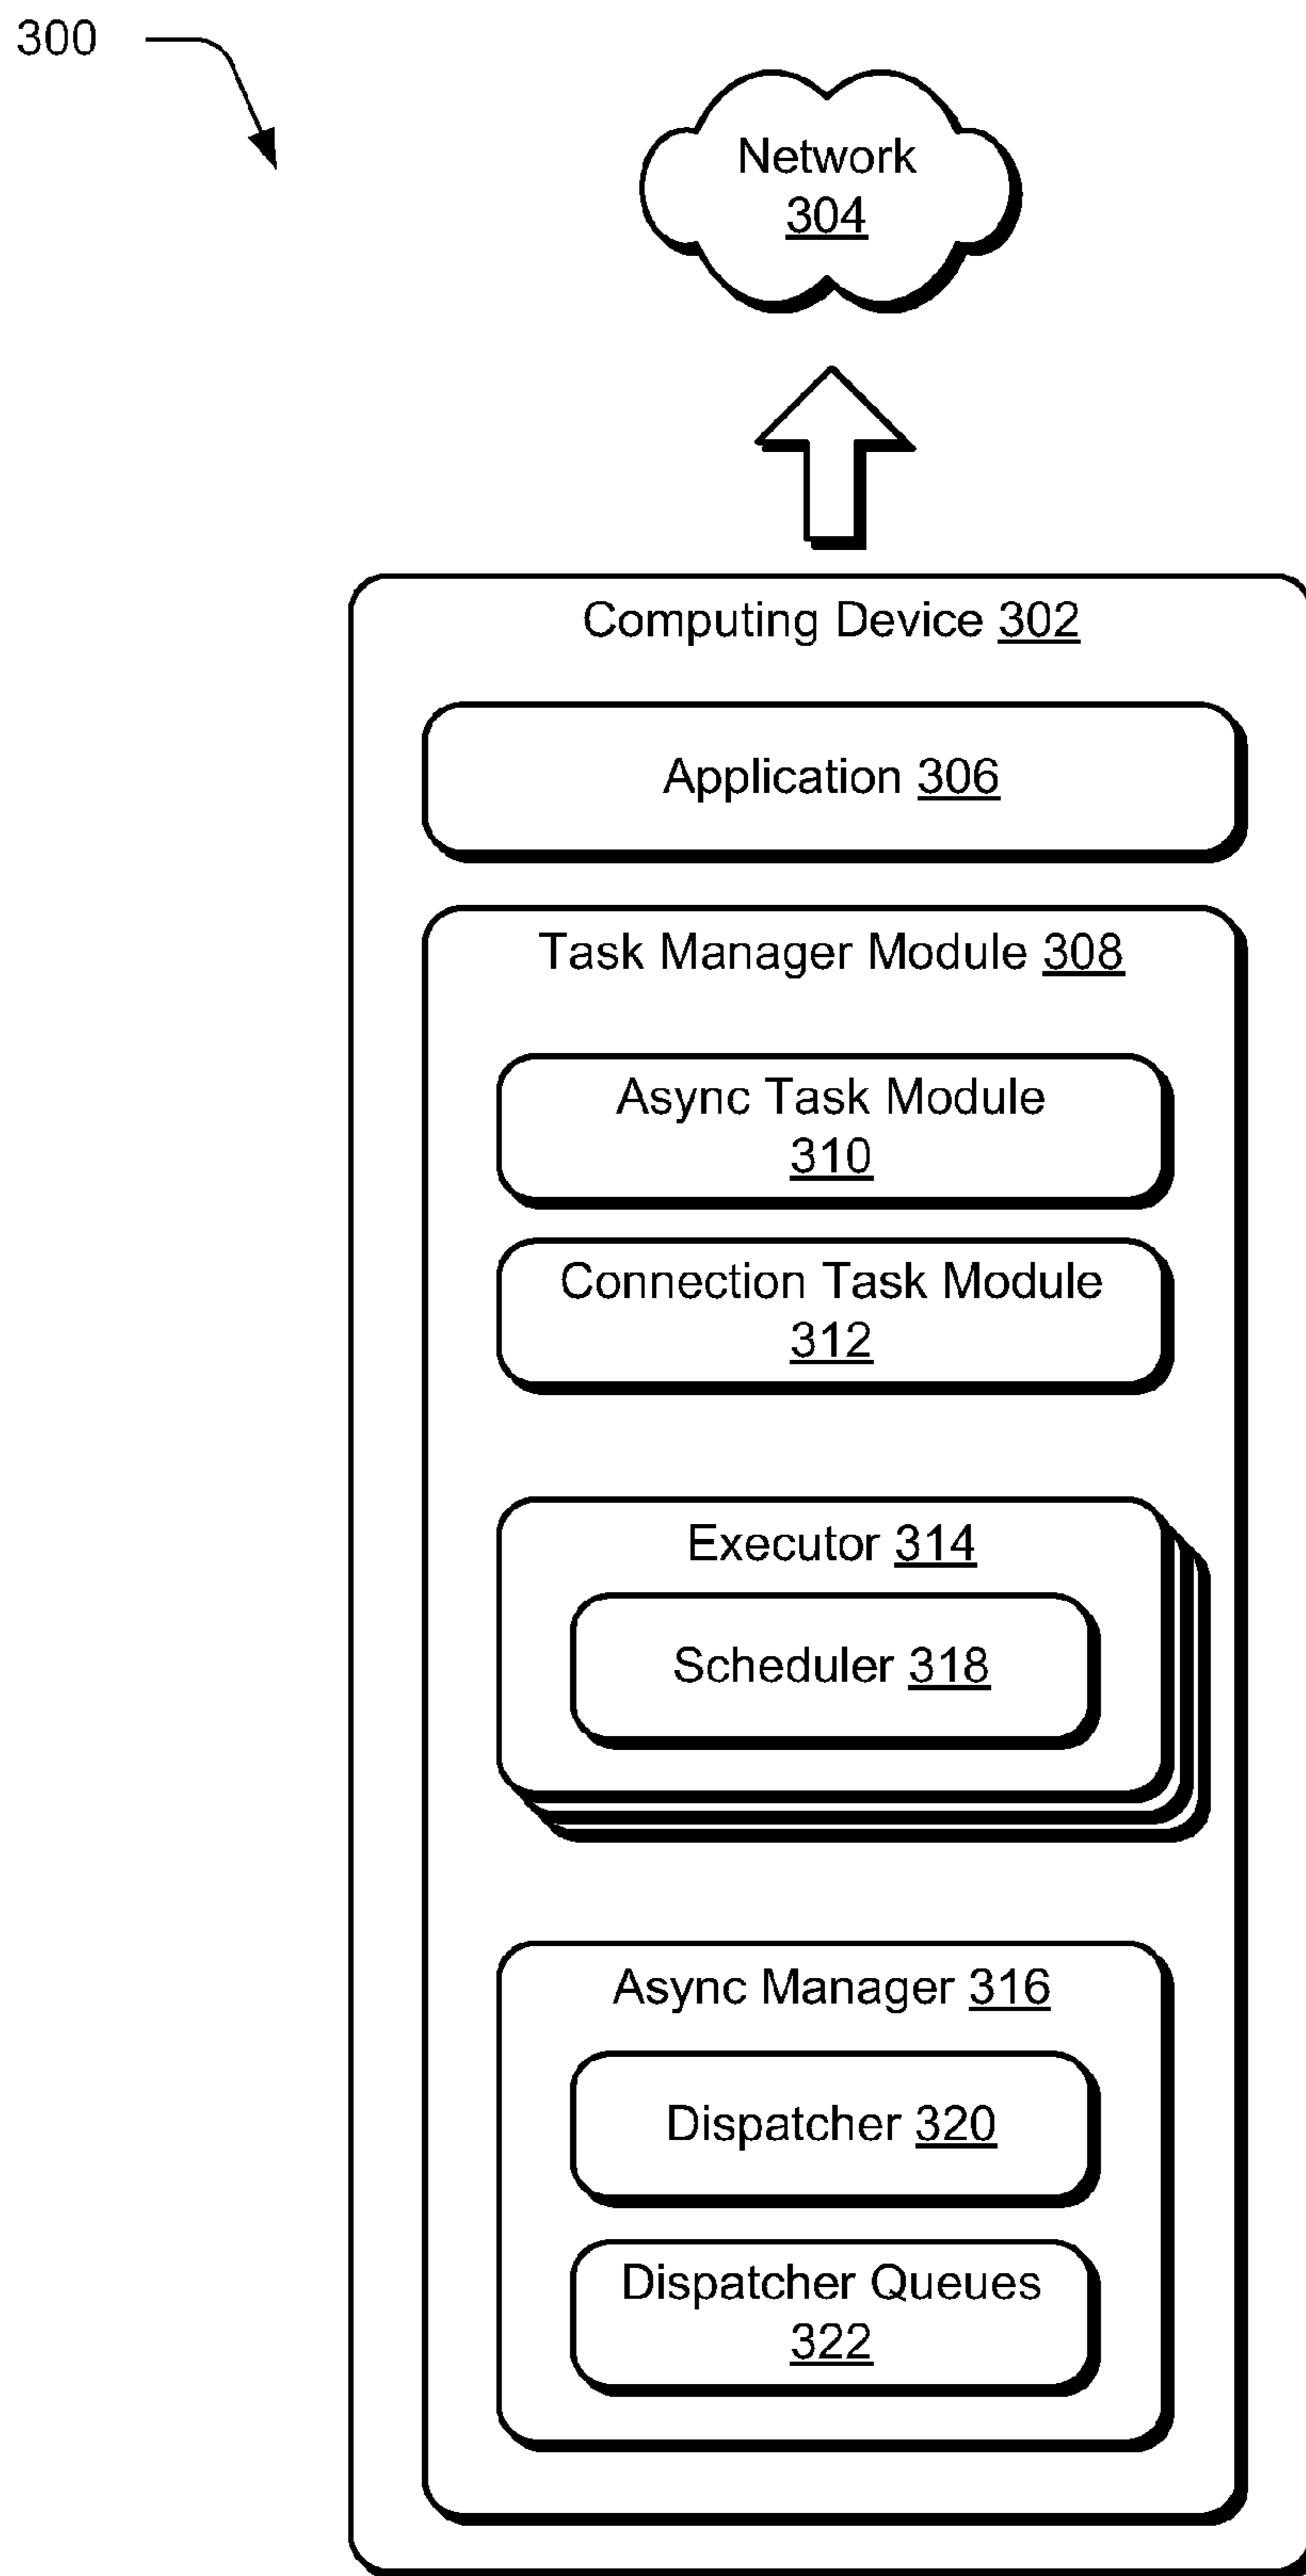 300
Network
304
Computing Device 302
Application 306
Task Manager Module 308
Async Task Module
310
Connection Task Module
312
Executor 314
Scheduler 318
Async Manager 316
Dispatcher 320
Dispatcher Queues
322